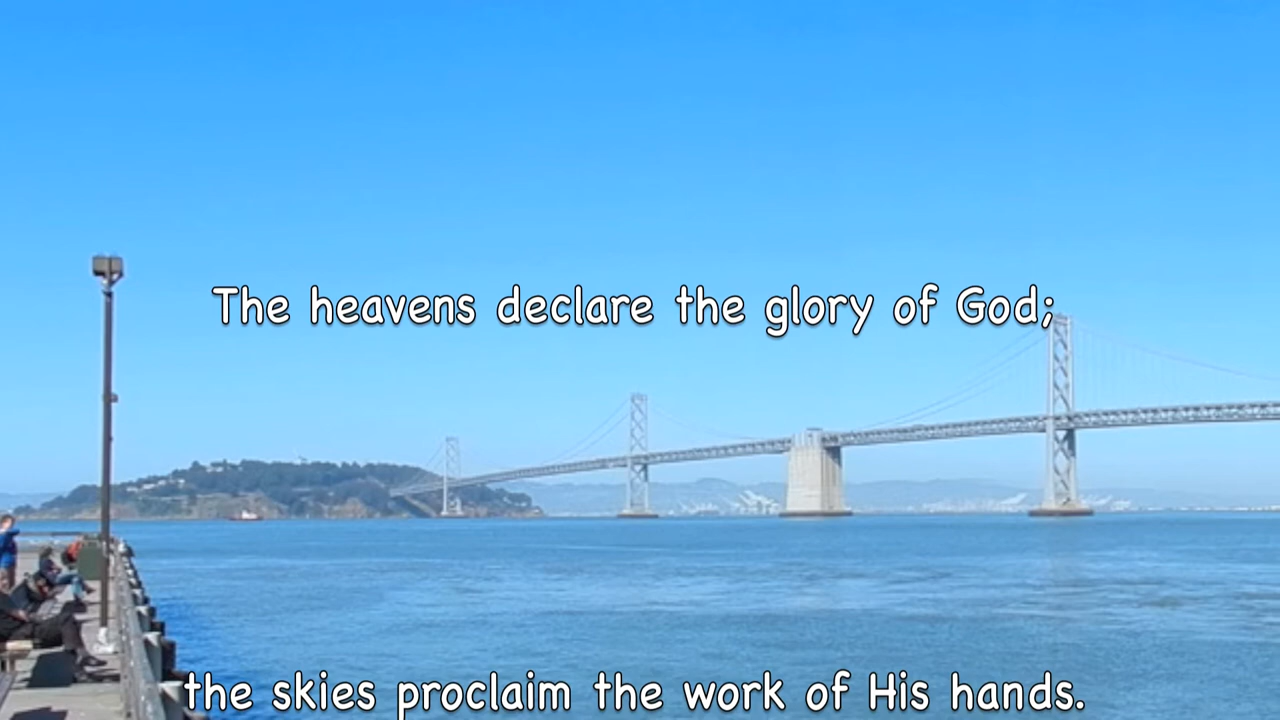 The heavens declare the glory of God;
the skies proclaim the work of His hands.